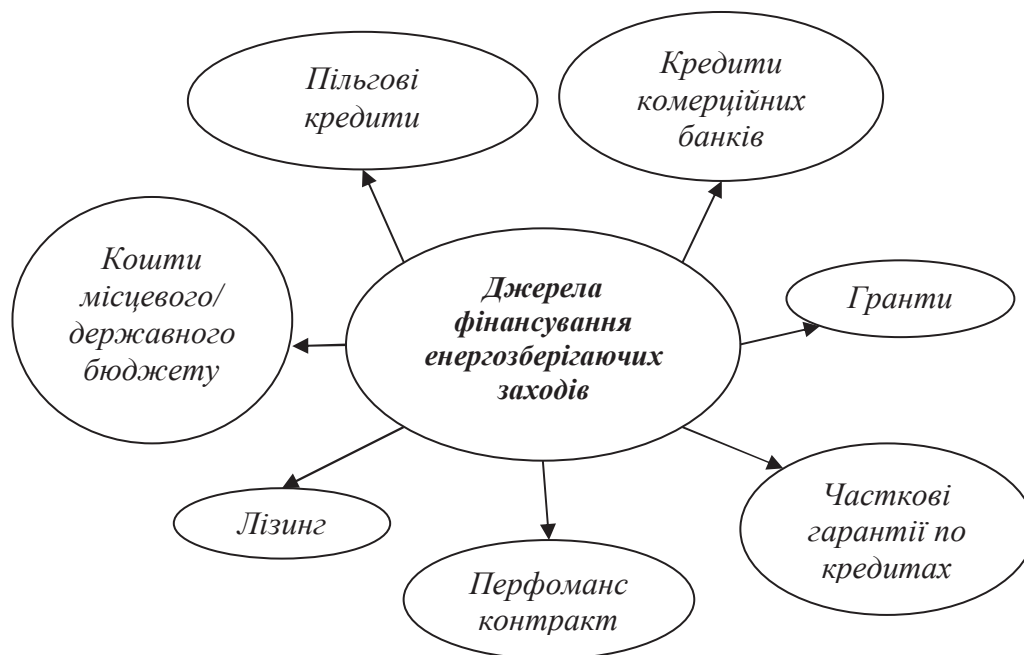 Пільгові
кредити
Кредити
комерційних
банків
Кошти
місцевого/
державного
бюджету
Джерела
фінансування
енергозберігаючих
заходів
Гранти
Лізинг
Перфоманс
контракт
Часткові
гарантії по
кредитах